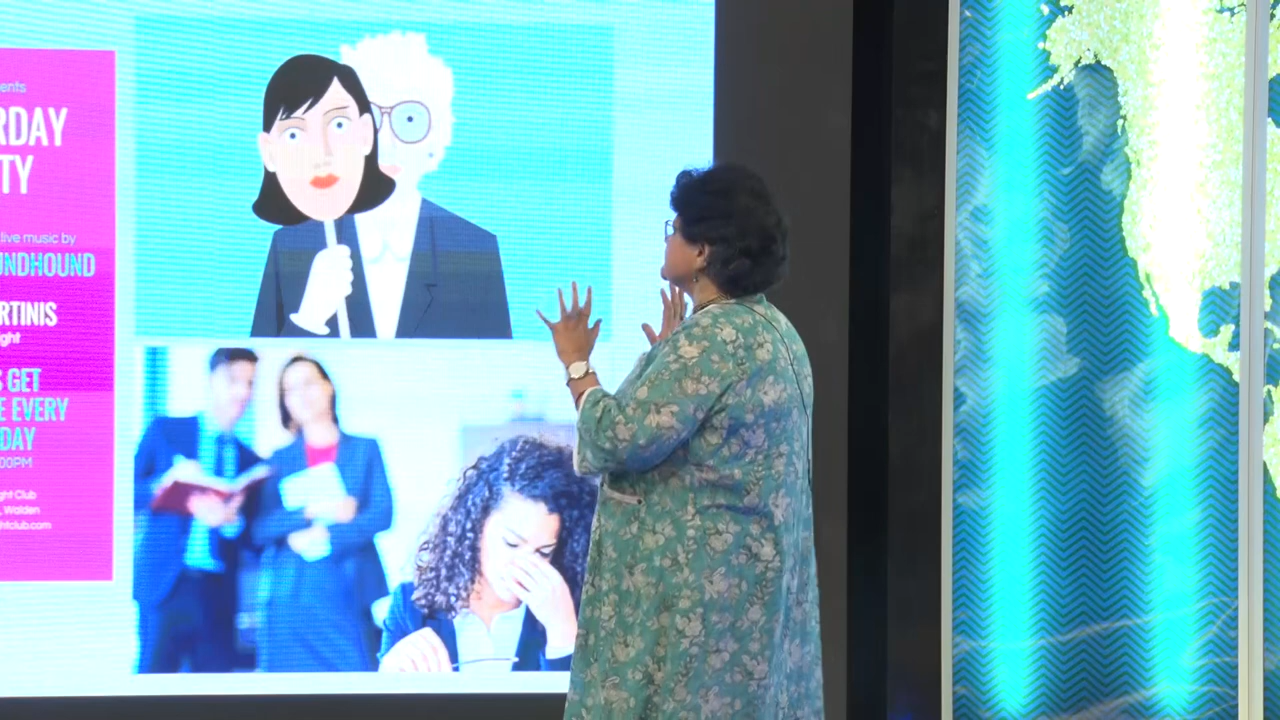 ents
RDAY
TY
live music by
UNDHOUND
RTINIS
ght
S GET
E EVERY
DAY
00PM
ght Club
, Walden
htclub.com